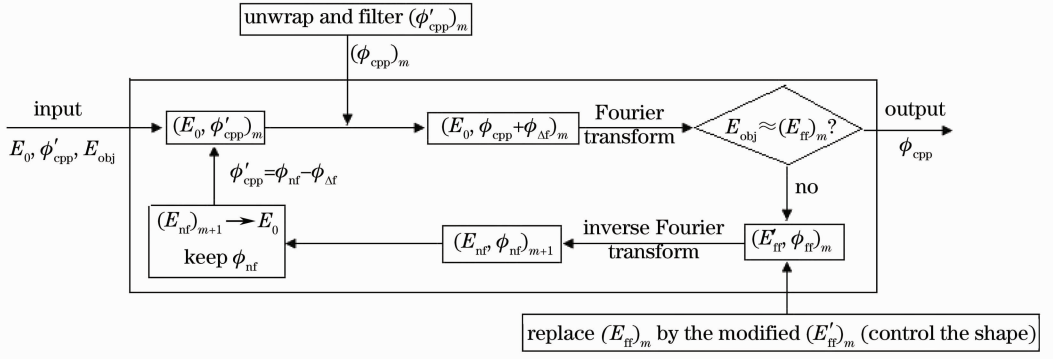 unwrap and filter (ϕ′cpp)m
(ϕcpp)m
input
E0, ϕ′cpp, Eobj
(E0, ϕ′cpp)m
(E0, ϕcpp+ϕΔf)m
Fourier
transform
Eobj≈(Eff)m?
output
ϕcpp
ϕ′cpp=ϕnf−ϕΔf
no
(Enf)m+1→E0
keep ϕnf
(Enf, ϕnf)m+1
inverse Fourier
transform
(E′ff, ϕff)m
replace (Eff)m by the modified (E′ff)m (control the shape)